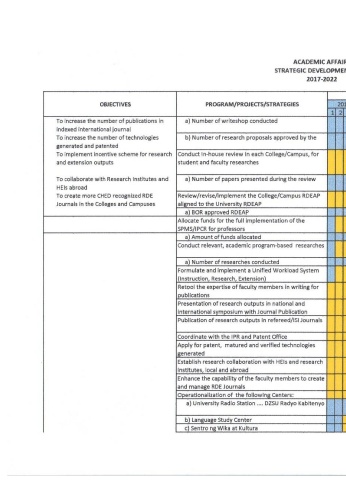 ACADEMIC AFFAIR
STRATEGIC DEVELOPME
2017-2022
OBJECTIVES
PROGRAM/PROJECTS/STRATEGIES
201
1 2
To increase the number of publications in
indexed international journal
To increase the number of technologies
generated and patented
To implement incentive scheme for research
and extension outputs
To collaborate with Research Institutes and
HEIs abroad
To create more CHED recognized RDE
Journals in the Colleges and Campuses
a) Number of writeshop conducted
b) Number of research proposals approved by the
Conduct in-house review in each College/Campus, for
student and faculty researches
a) Number of papers presented during the review
Review/revise/implement the College/Campus RDEAP
aligned to the University RDEAP
a) BOR approved RDEAP
Allocate funds for the full implementation of the
SPMS/IPCR for professors
a) Amount of funds allocated
Conduct relevant, academic program-based researches
a) Number of researches conducted
Formulate and implement a Unified Workload System
(Instruction, Research, Extension)
Retool the expertise of faculty members in writing for
publications
Presentation of research outputs in national and
international symposium with Journal Publication
Publication of research outputs in refereed/ISI Journals
Coordinate with the IPR and Patent Office
Apply for patent, matured and verified technologies
generated
Establish research collaboration with HEIs and research
institutes, local and abroad
Enhance the capability of the faculty members to create
and manage RDE Journals
Operationalization of the following Centers:
a) University Radio Station .... DZSU Radyo Kabitenyo
b) Language Study Center
c) Sentro ng Wika at Kultura